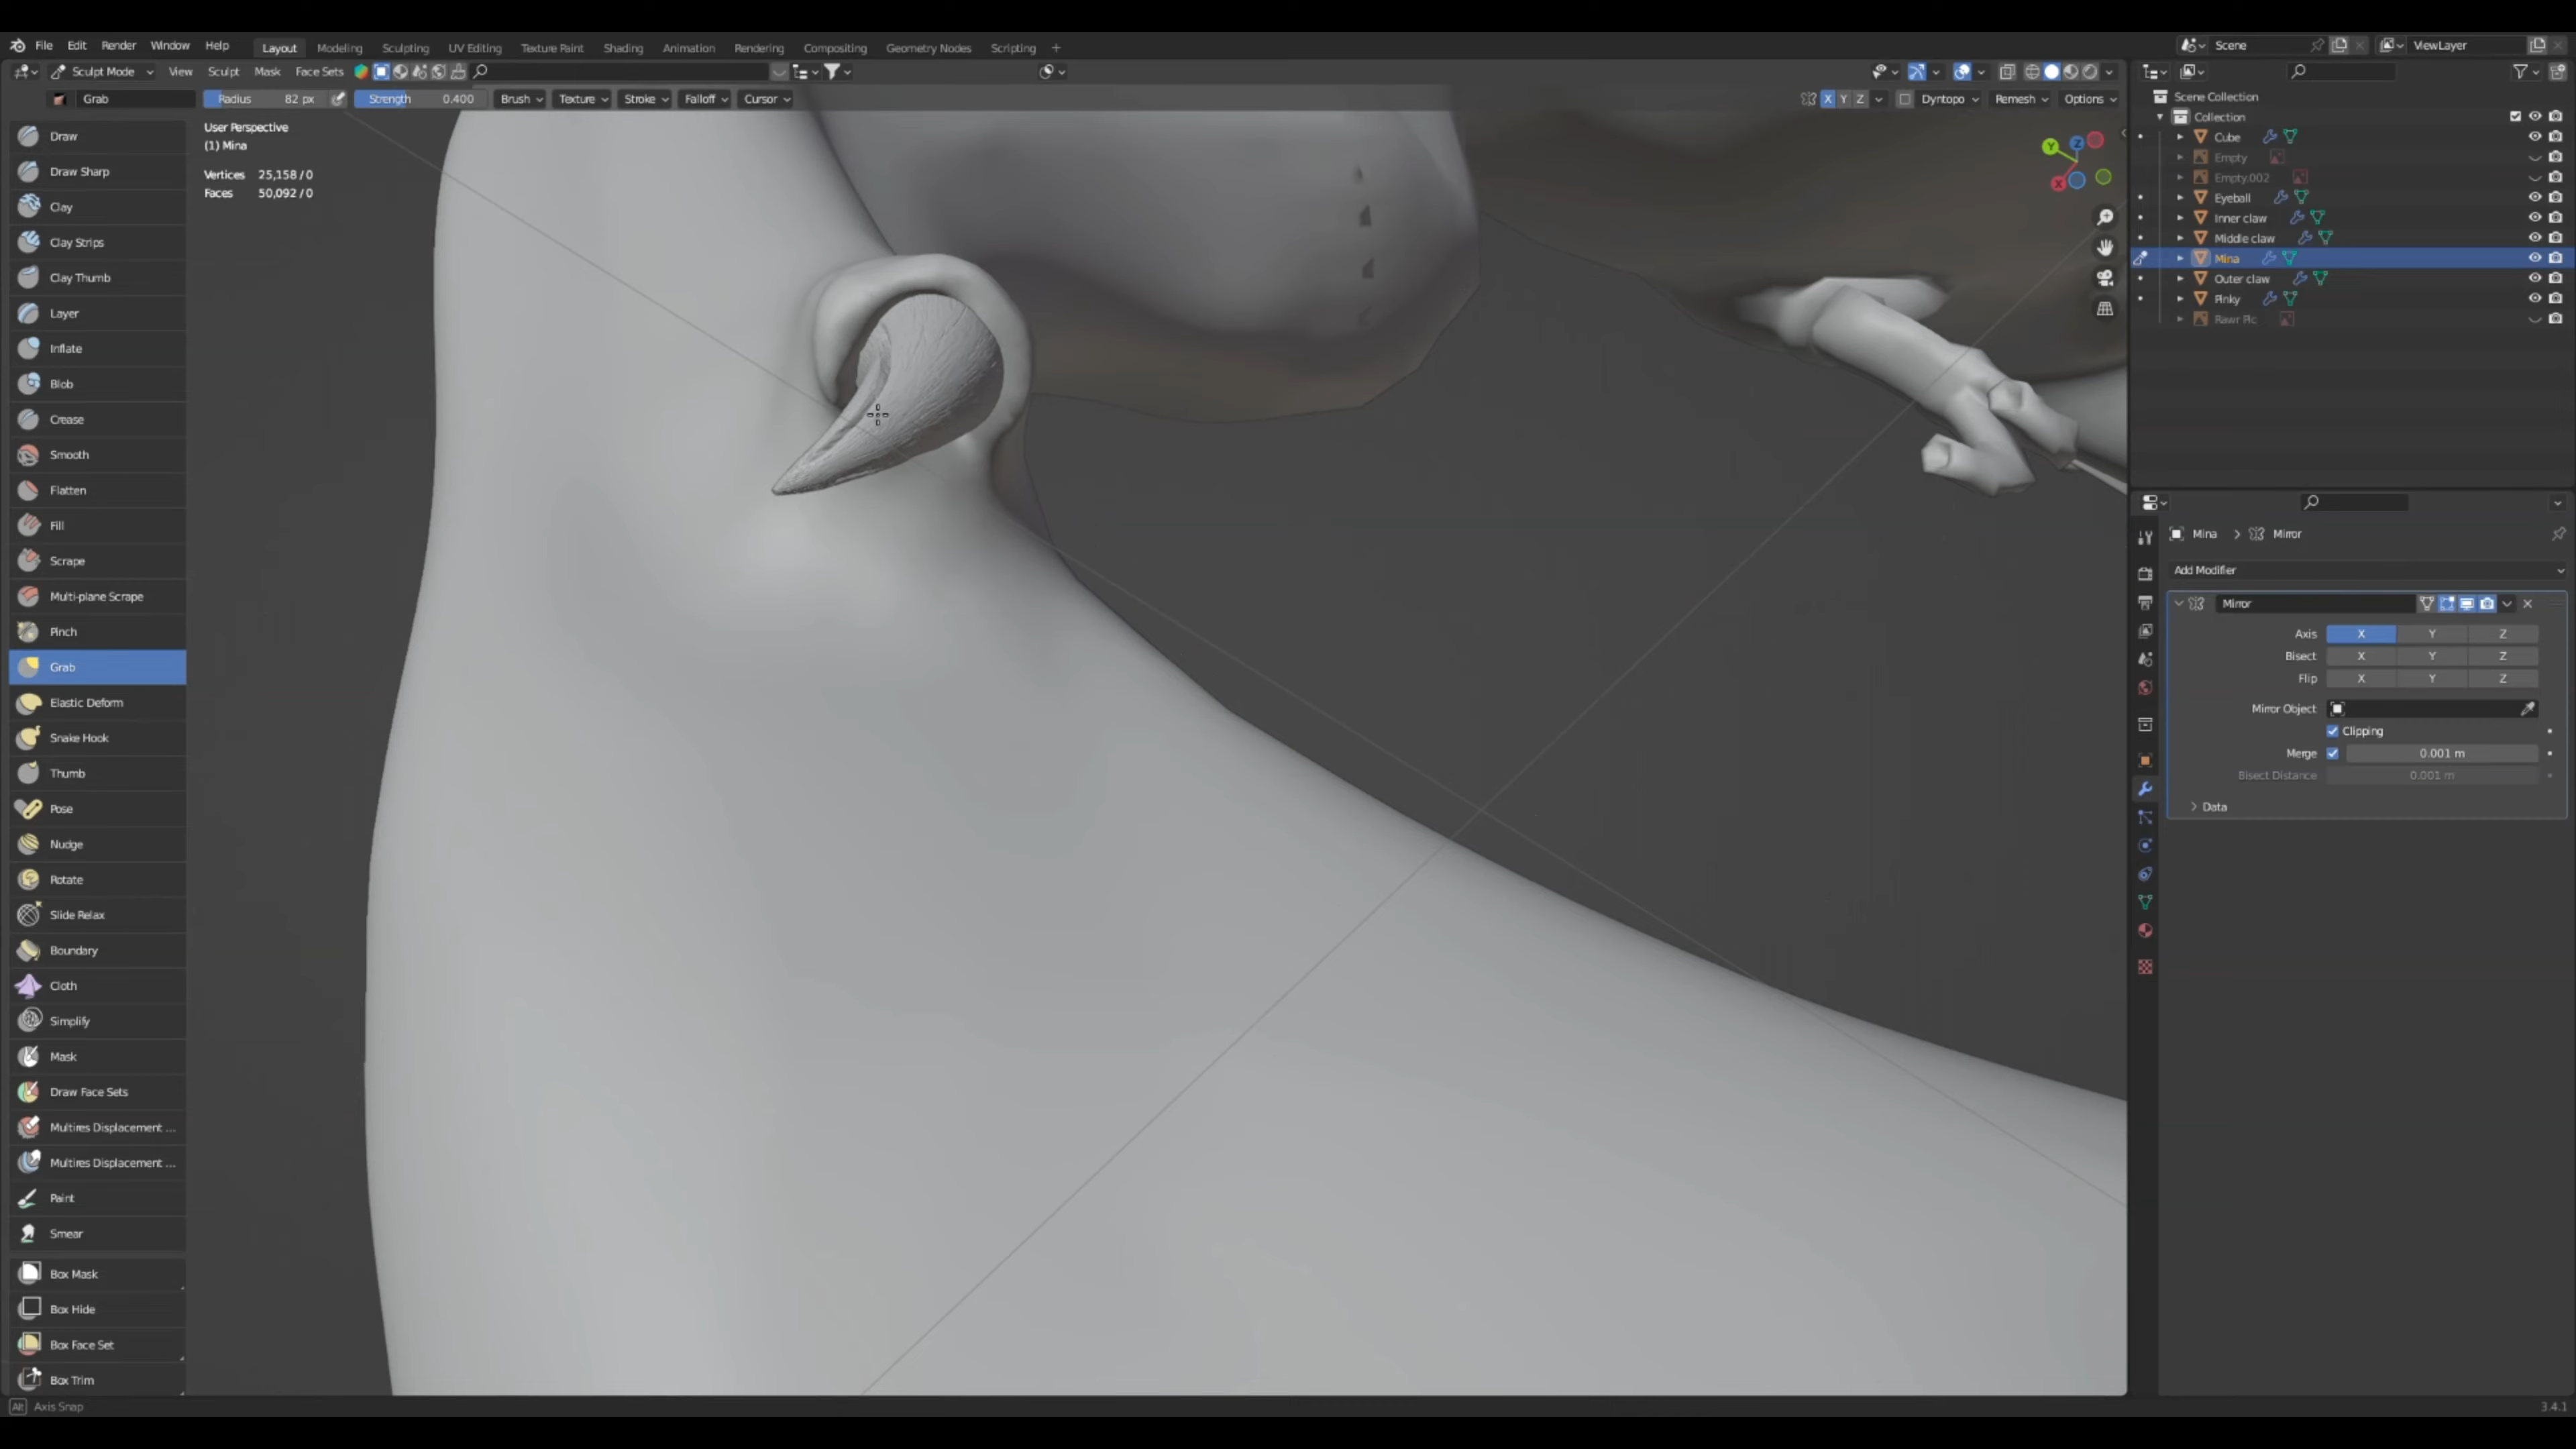 File Edit Render Window Help Layout Modeling Sculpting UV Editing Texture Paint Shading Animation Rendering Compositing Geometry Nodes Scripting + Scene ViewLayer
Sculpt Mode View Sculpt Mask Face Sets
Grab Radius 82 px Strength 0.400 Brush Texture Stroke Falloff Cursor X Y Z Dyntopo Remesh Options
User Perspective
(1) Mina
Vertices 25,158 / 0
Faces 50,092 / 0
Draw
Draw Sharp
Clay
Clay Strips
Clay Thumb
Layer
Inflate
Blob
Crease
Smooth
Flatten
Fill
Scrape
Multi-plane Scrape
Pinch
Grab
Elastic Deform
Snake Hook
Thumb
Pose
Nudge
Rotate
Slide Relax
Boundary
Cloth
Simplify
Mask
Draw Face Sets
Multires Displacement ...
Multires Displacement ...
Paint
Smear
Box Mask
Box Hide
Box Face Set
Box Trim
Y Z
X
Scene Collection
Collection
Cube
Empty
Empty.002
Eyeball
Inner claw
Middle claw
Mina
Outer claw
Pinky
Rawr Pic
Mina > Mirror
Add Modifier
Mirror
Axis X Y Z
Bisect X Y Z
Flip X Y Z
Mirror Object
Clipping
Merge 0.001 m
Bisect Distance 0.001 m
Data
Alt Axis Snap
3.4.1